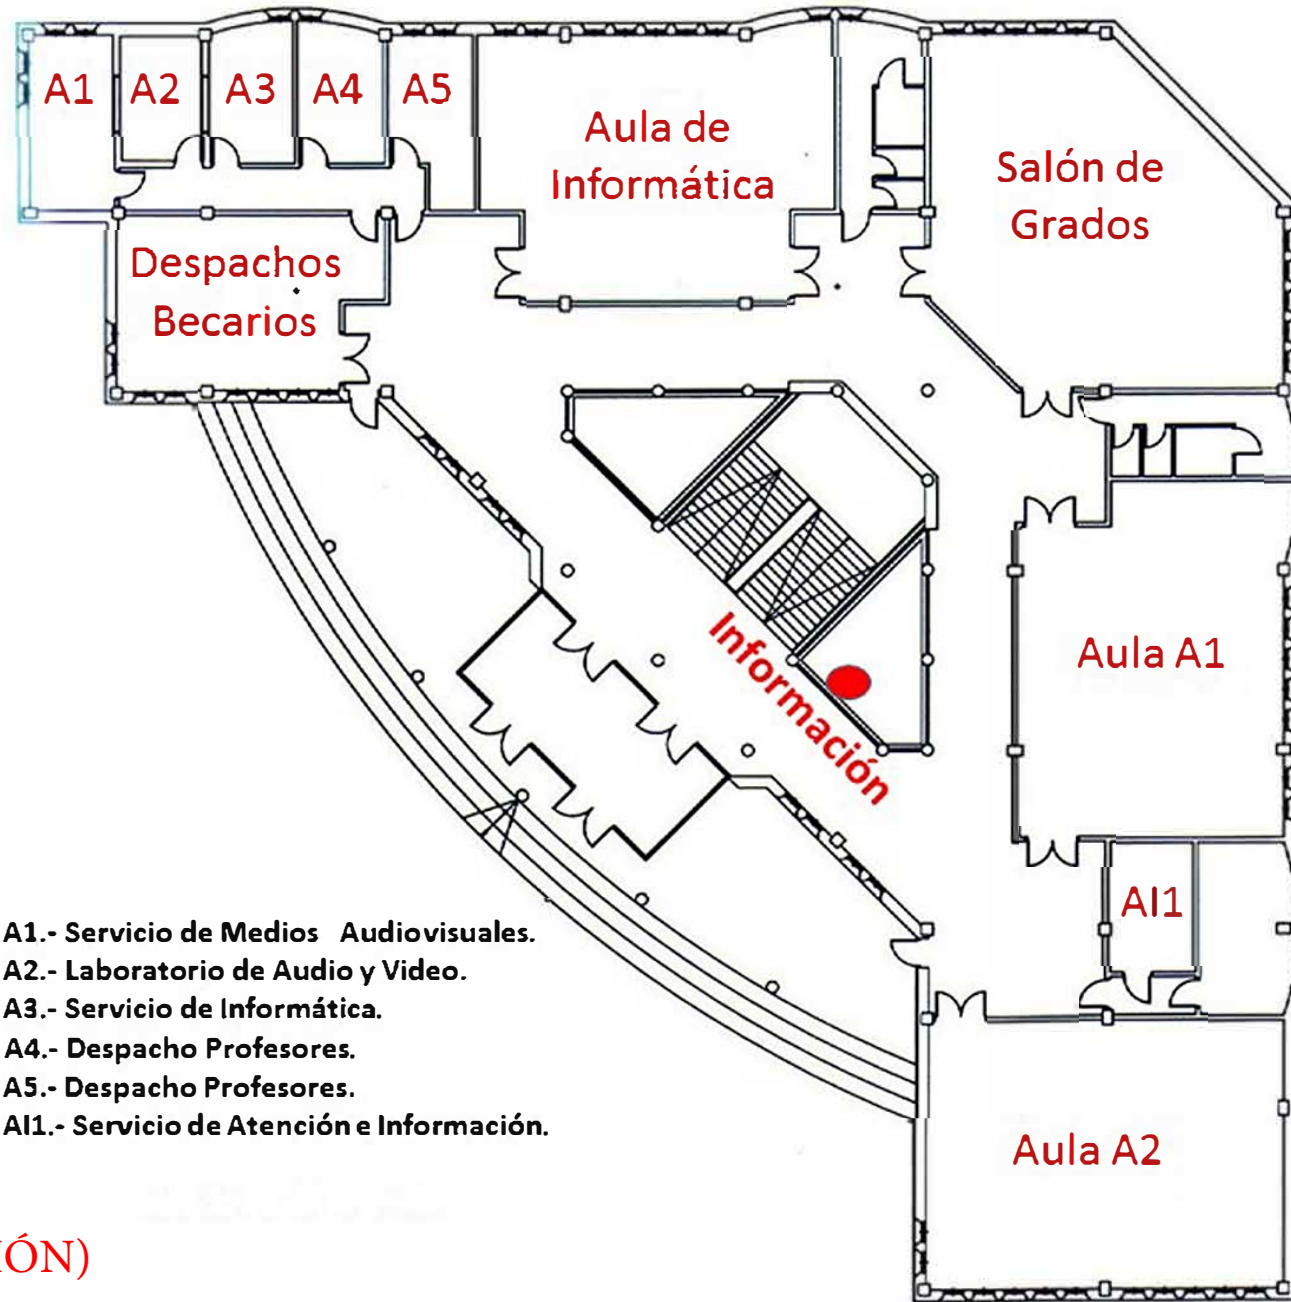 A1
A2
A3
A4
A5
Aula de
Informática
Salón de
Grados
Despachos
Becarios
Información
Aula A1
AI1
Aula A2
A1.- Servicio de Medios Audiovisuales.
A2.- Laboratorio de Audio y Video.
A3.- Servicio de Informática.
A4.- Despacho Profesores.
A5.- Despacho Profesores.
AI1.- Servicio de Atención e Información.
IÓN)